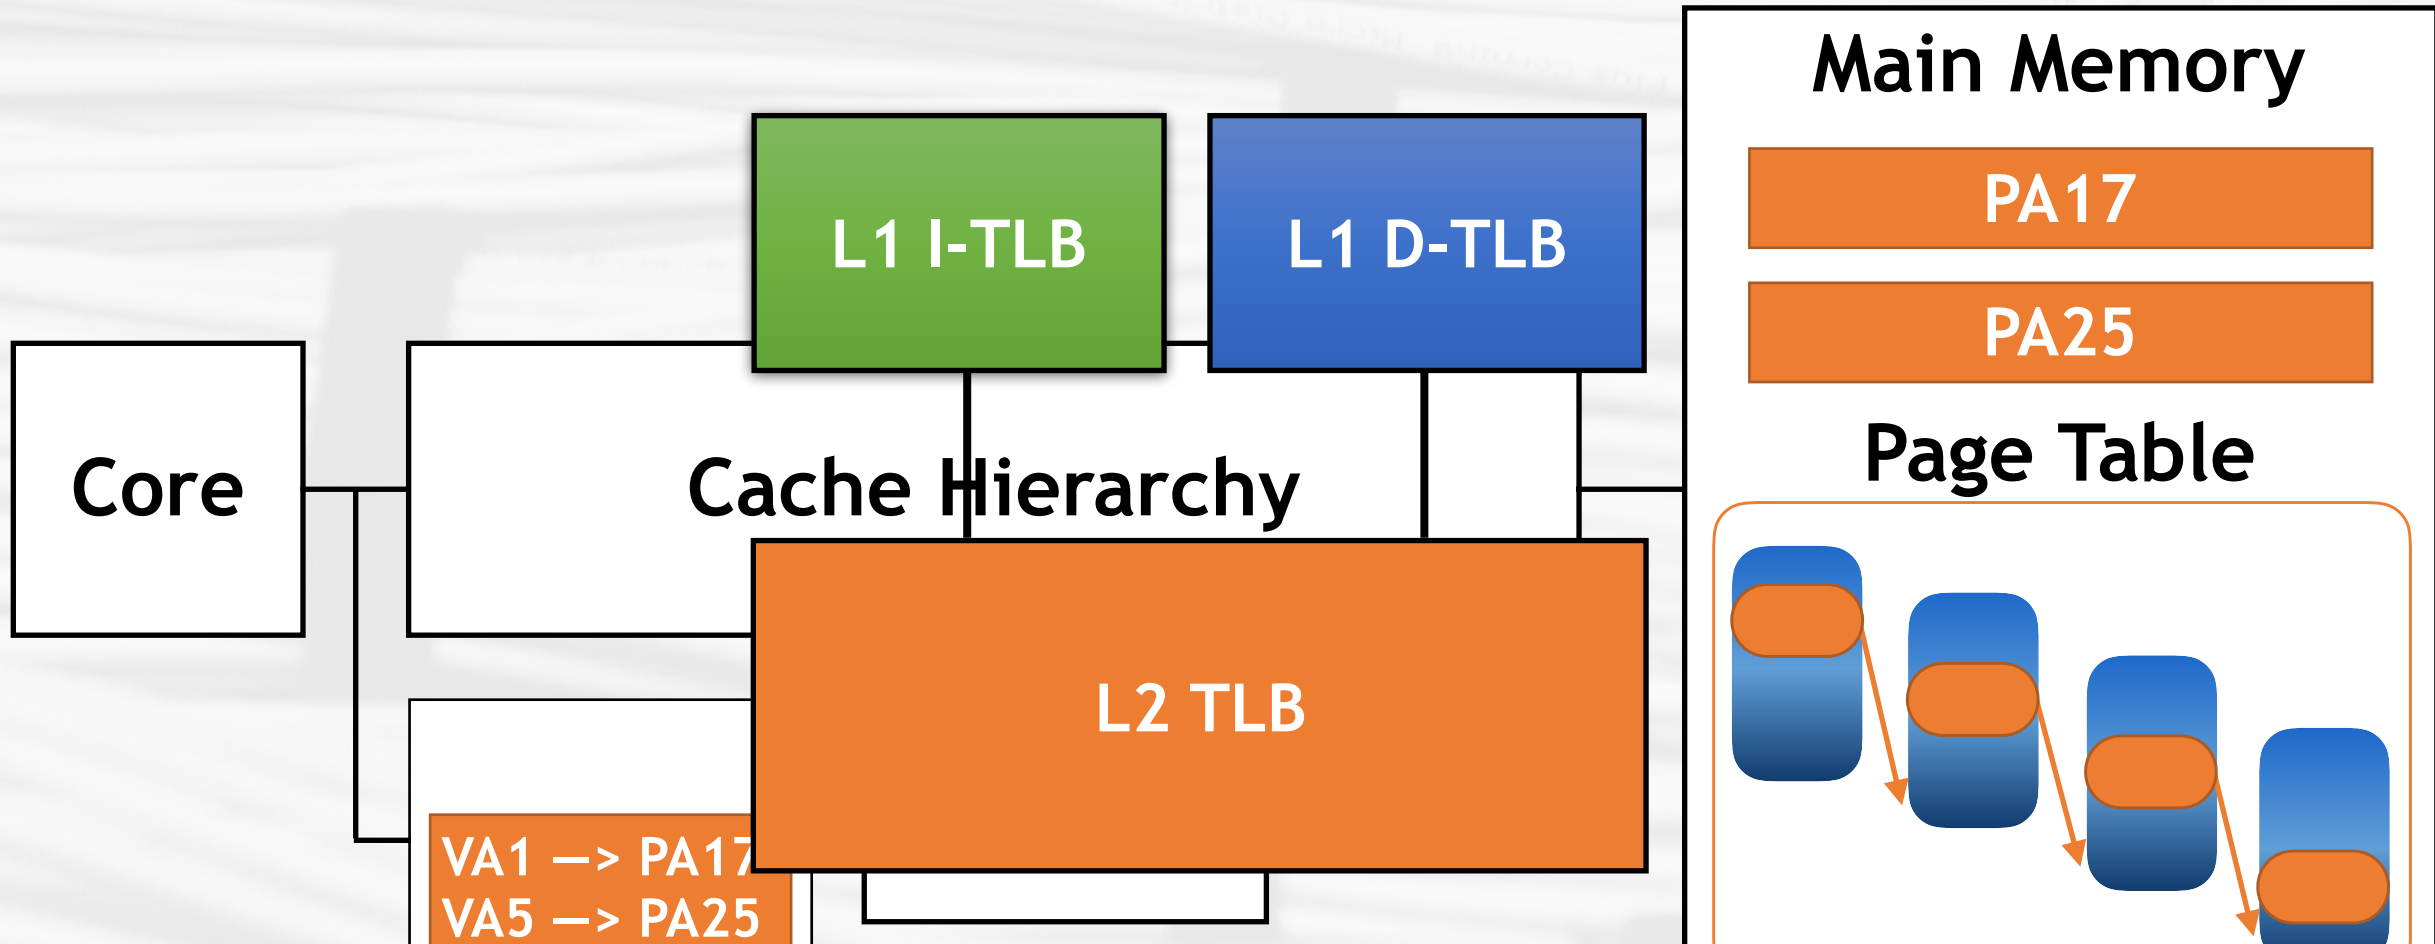 Main Memory
L1 I-TLB
L1 D-TLB
PA17
PA25
Page Table
Core
Cache Hierarchy
L2 TLB
VA1 —> PA17
VA5 —> PA25